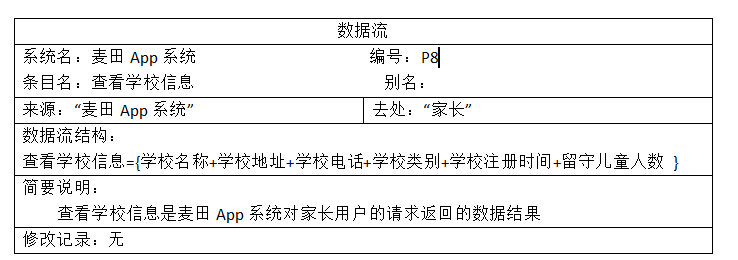 数据流
系统名：麦田 App 系统 编号：P8
条目名：查看学校信息 别名：
来源：“麦田 App 系统” 去处：“家长”
数据流结构：
查看学校信息={学校名称+学校地址+学校电话+学校类别+学校注册时间+留守儿童人数 }
简要说明：
查看学校信息是麦田 App 系统对家长用户的请求返回的数据结果
修改记录：无